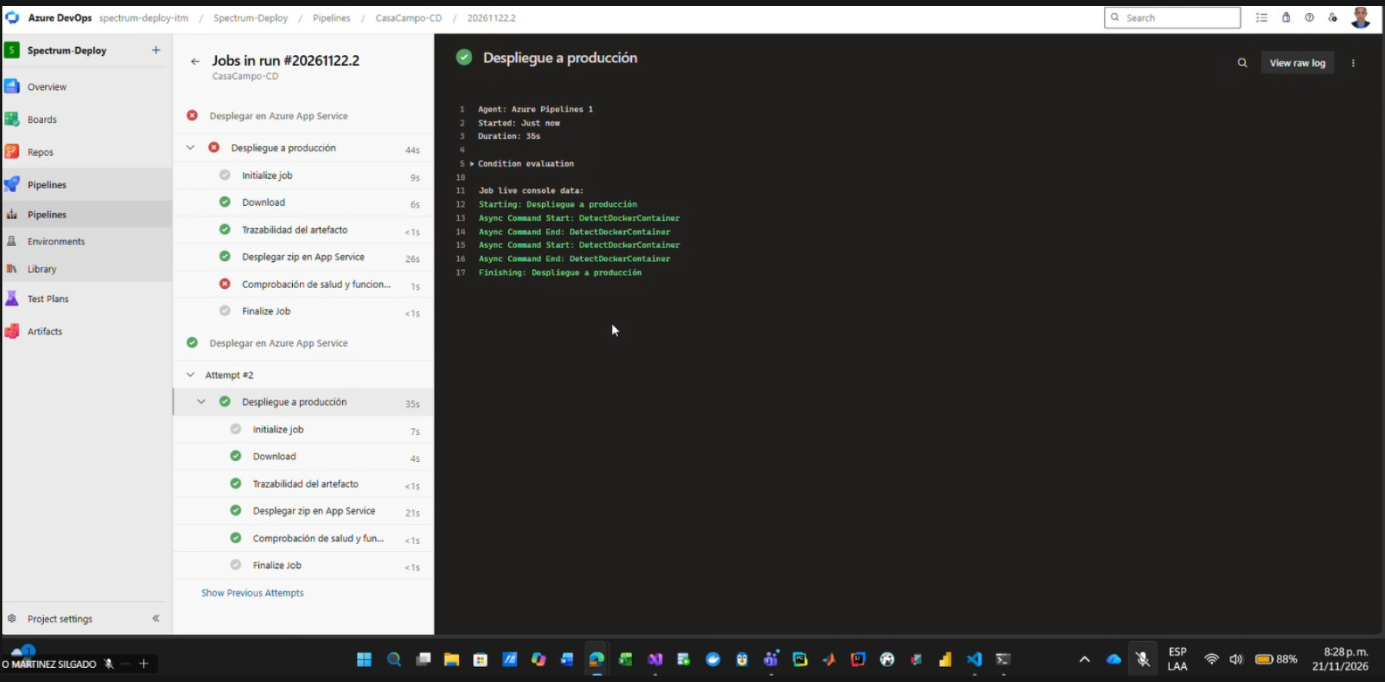 Azure DevOps spectrum-deploy-itm / Spectrum-Deploy / Pipelines / CasaCampo-CD / 20261122.2
Search
S Spectrum-Deploy +
Overview
Boards
Repos
Pipelines
Pipelines
Environments
Library
Test Plans
Artifacts
Project settings
← Jobs in run #20261122.2
CasaCampo-CD
Desplegar en Azure App Service
Despliegue a producción 44s
Initialize job 9s
Download 6s
Trazabilidad del artefacto <1s
Desplegar zip en App Service 26s
Comprobación de salud y funcion... 1s
Finalize Job <1s
Desplegar en Azure App Service
Attempt #2
Despliegue a producción 35s
Initialize job 7s
Download 4s
Trazabilidad del artefacto <1s
Desplegar zip en App Service 21s
Comprobación de salud y fun... <1s
Finalize Job <1s
Show Previous Attempts
Despliegue a producción
View raw log
1 Agent: Azure Pipelines 1
2 Started: Just now
3 Duration: 35s
4
5 ▸ Condition evaluation
10
11 Job live console data:
12 Starting: Despliegue a producción
13 Async Command Start: DetectDockerContainer
14 Async Command End: DetectDockerContainer
15 Async Command Start: DetectDockerContainer
16 Async Command End: DetectDockerContainer
17 Finishing: Despliegue a producción
O MARTINEZ SILGADO
ESP
LAA
88%
8:28 p. m.
21/11/2026